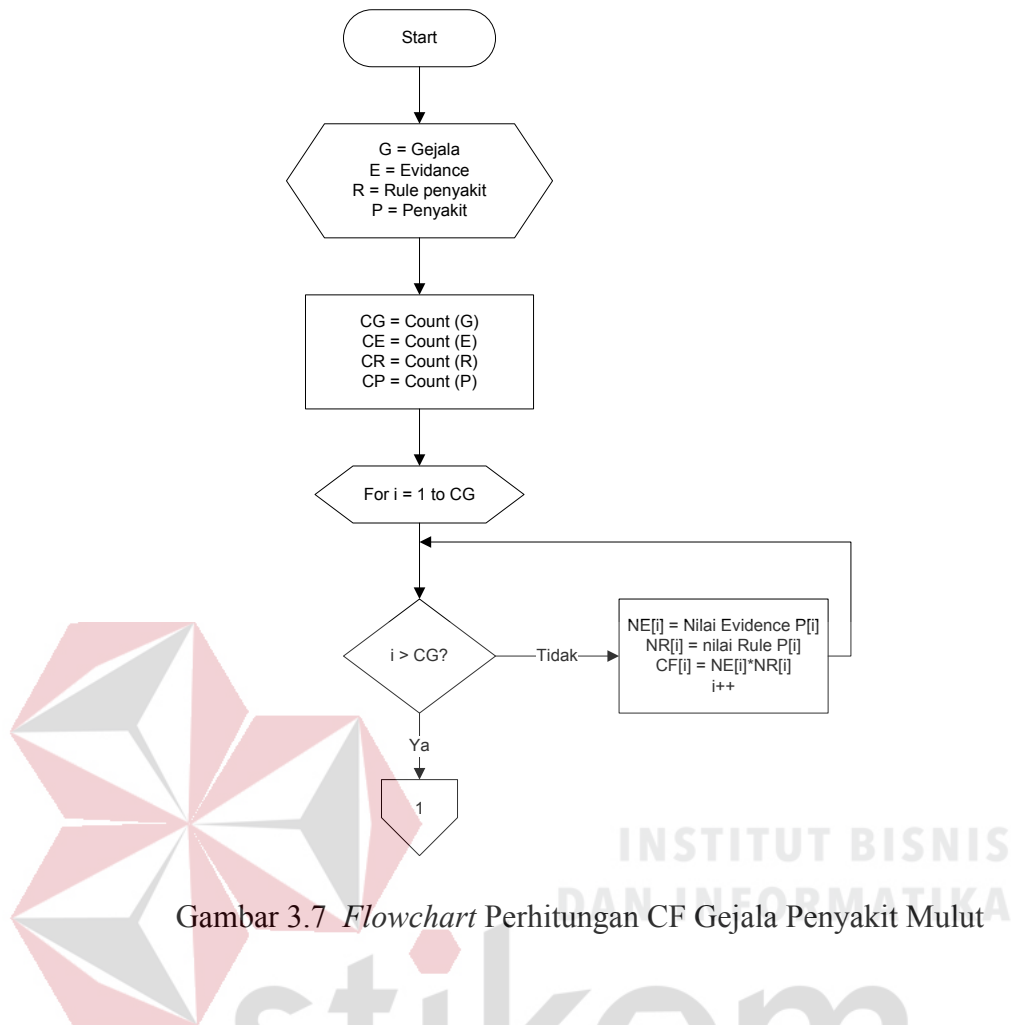 Start
G = Gejala
E = Evidance
R = Rule penyakit
P = Penyakit
CG = Count (G)
CE = Count (E)
CR = Count (R)
CP = Count (P)
For i = 1 to CG
i > CG?
Tidak
NE[i] = Nilai Evidence P[i]
NR[i] = nilai Rule P[i]
CF[i] = NE[i]*NR[i]
i++
Ya
1
INSTITUT BISNIS
DAN INFORMATIKA
Gambar 3.7 Flowchart Perhitungan CF Gejala Penyakit Mulut
stikom